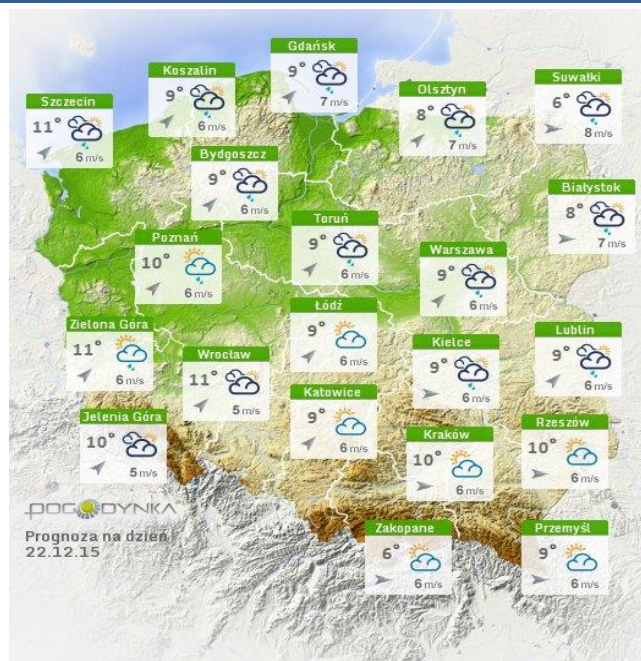 Gdańsk
9°
7 m/s
Koszalin
9°
6 m/s
Suwałki
6°
8 m/s
Olsztyn
8°
7 m/s
Szczecin
11°
6 m/s
Bydgoszcz
9°
6 m/s
Białystok
8°
7 m/s
Toruń
9°
6 m/s
Poznań
10°
6 m/s
Warszawa
9°
6 m/s
Łódź
9°
6 m/s
Zielona Góra
11°
6 m/s
Lublin
9°
6 m/s
Kielce
9°
6 m/s
Wrocław
11°
5 m/s
Katowice
9°
6 m/s
Jelenia Góra
10°
5 m/s
Rzeszów
10°
6 m/s
Kraków
10°
6 m/s
POGODYNKA
Prognoza na dzień
22.12.15
Zakopane
6°
6 m/s
Przemyśl
9°
6 m/s